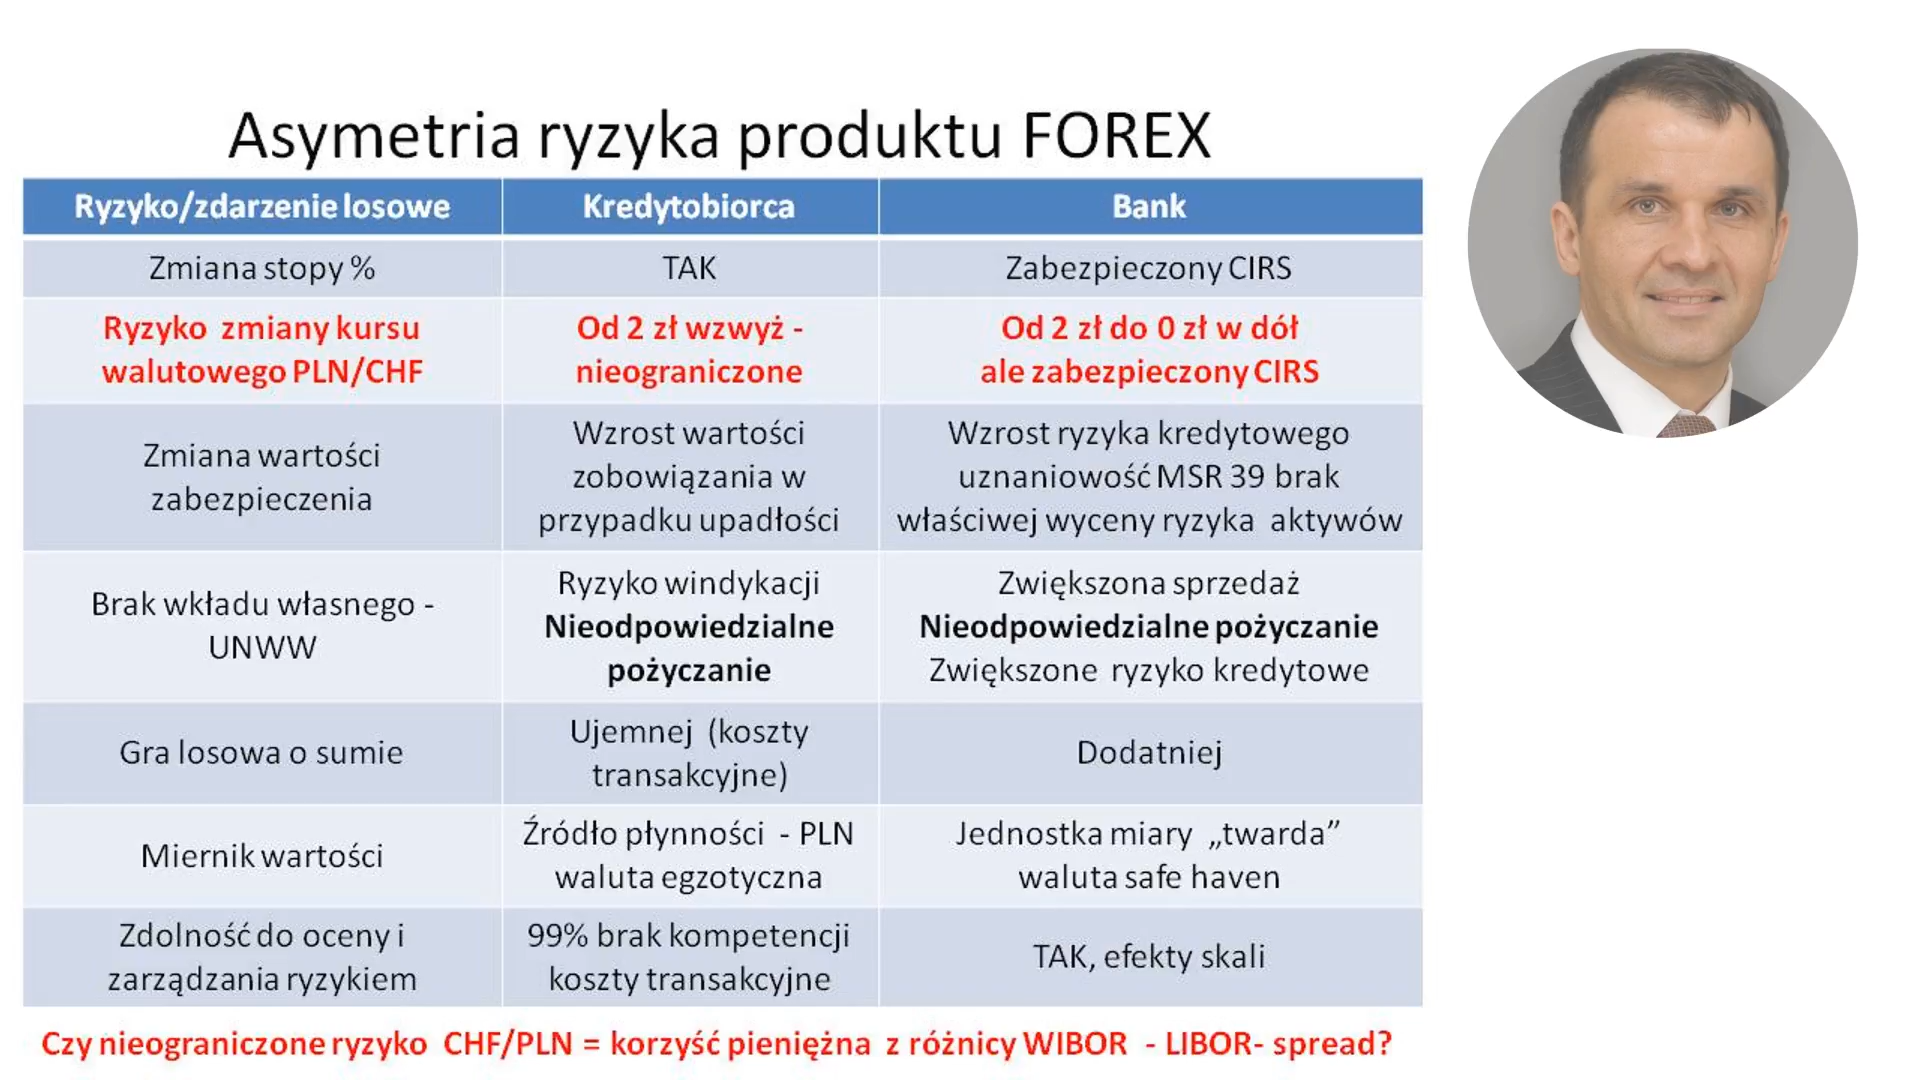 Asymetria ryzyka produktu FOREX
Ryzyko/zdarzenie losowe
Kredytobiorca
Bank
Zmiana stopy %
TAK
Zabezpieczony CIRS
Ryzyko zmiany kursu
walutowego PLN/CHF
Od 2 zł wzwyż -
nieograniczone
Od 2 zł do 0 zł w dół
ale zabezpieczony CIRS
Zmiana wartości
zabezpieczenia
Wzrost wartości
zobowiązania w
przypadku upadłości
Wzrost ryzyka kredytowego
uznaniowość MSR 39 brak
właściwej wyceny ryzyka aktywów
Brak wkładu własnego -
UNWW
Ryzyko windykacji
Nieodpowiedzialne
pożyczanie
Zwiększona sprzedaż
Nieodpowiedzialne pożyczanie
Zwiększone ryzyko kredytowe
Gra losowa o sumie
Ujemnej (koszty
transakcyjne)
Dodatniej
Miernik wartości
Źródło płynności - PLN
waluta egzotyczna
Jednostka miary „twarda”
waluta safe haven
Zdolność do oceny i
zarządzania ryzykiem
99% brak kompetencji
koszty transakcyjne
TAK, efekty skali
Czy nieograniczone ryzyko CHF/PLN = korzyść pieniężna z różnicy WIBOR - LIBOR- spread?